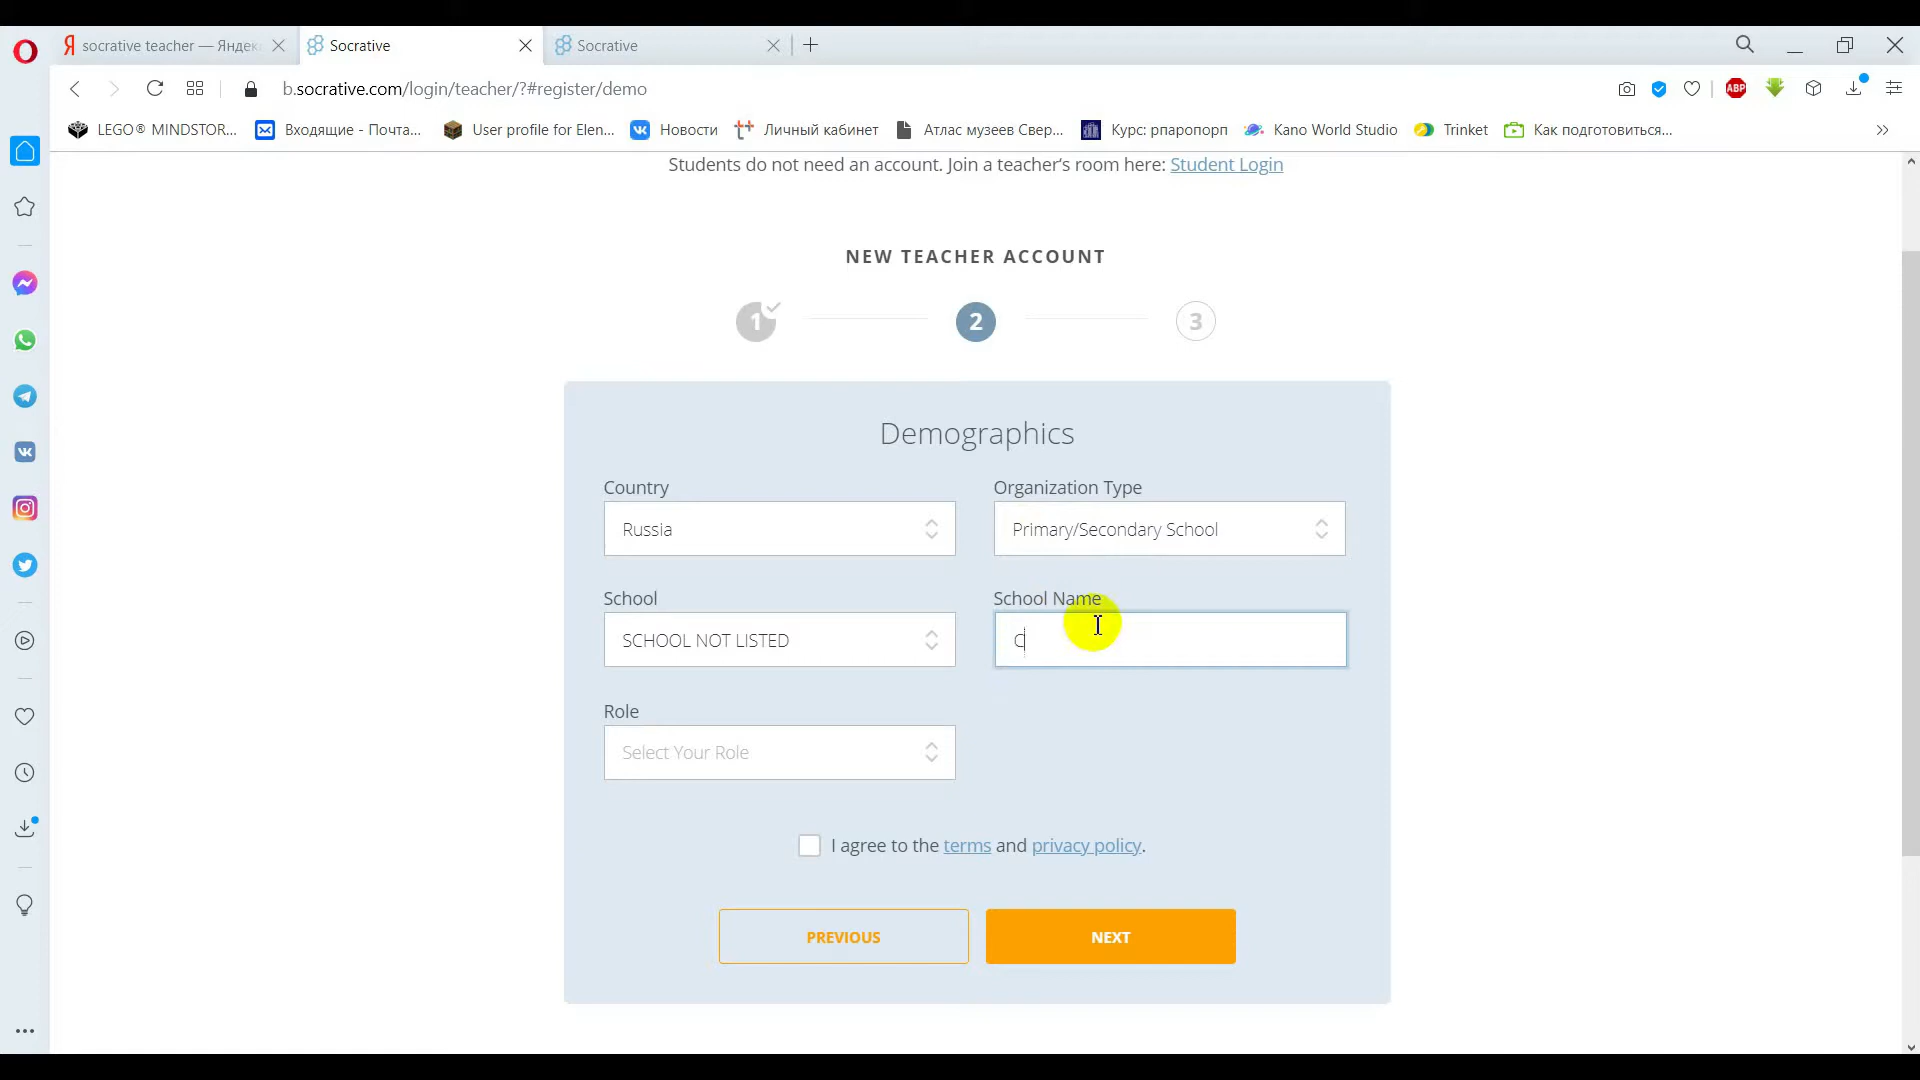 socrative teacher — Яндек
Socrative
Socrative
b.socrative.com/login/teacher/?#register/demo
ABP
LEGO® MINDSTOR...
Входящие - Почта...
User profile for Elen...
Новости
Личный кабинет
Атлас музеев Свер...
Курс: рпаропорп
Kano World Studio
Trinket
Как подготовиться...
Students do not need an account. Join a teacher's room here: Student Login
NEW TEACHER ACCOUNT
1 2 3
Demographics
Country Organization Type
Russia Primary/Secondary School
School School Name
SCHOOL NOT LISTED С
Role
Select Your Role
I agree to the terms and privacy policy.
PREVIOUS NEXT